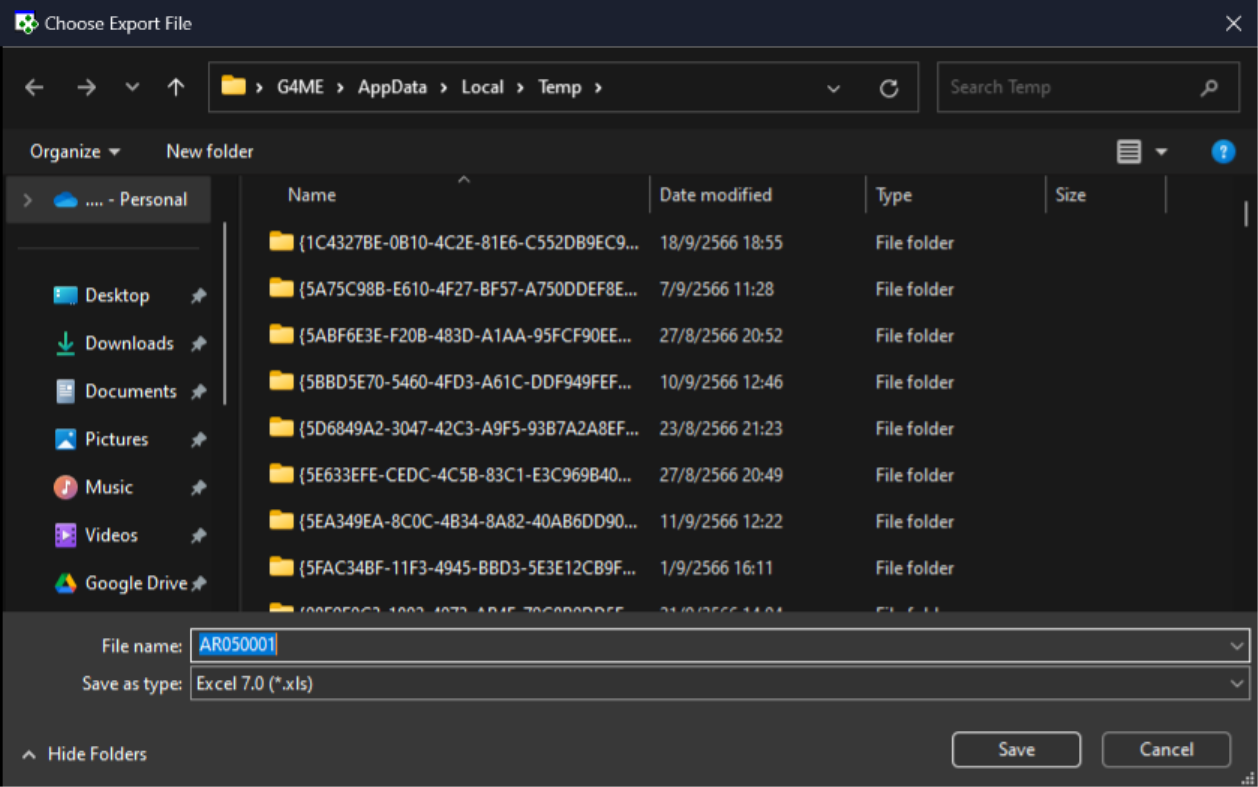 Choose Export File
G4ME > AppData > Local > Temp >
Search Temp
Organize
New folder
.... - Personal
Desktop
Downloads
Documents
Pictures
Music
Videos
Google Drive
Name Date modified Type Size
{1C4327BE-0B10-4C2E-81E6-C552DB9EC9... 18/9/2566 18:55 File folder
{5A75C98B-E610-4F27-BF57-A750DDEF8E... 7/9/2566 11:28 File folder
{5ABF6E3E-F20B-483D-A1AA-95FCF90EE... 27/8/2566 20:52 File folder
{5BBD5E70-5460-4FD3-A61C-DDF949FEF... 10/9/2566 12:46 File folder
{5D6849A2-3047-42C3-A9F5-93B7A2A8EF... 23/8/2566 21:23 File folder
{5E633EFE-CEDC-4C5B-83C1-E3C969B40... 27/8/2566 20:49 File folder
{5EA349EA-8C0C-4B34-8A82-40AB6DD90... 11/9/2566 12:22 File folder
{5FAC34BF-11F3-4945-BBD3-5E3E12CB9F... 1/9/2566 16:11 File folder
File name: AR050001
Save as type: Excel 7.0 (*.xls)
Hide Folders
Save
Cancel